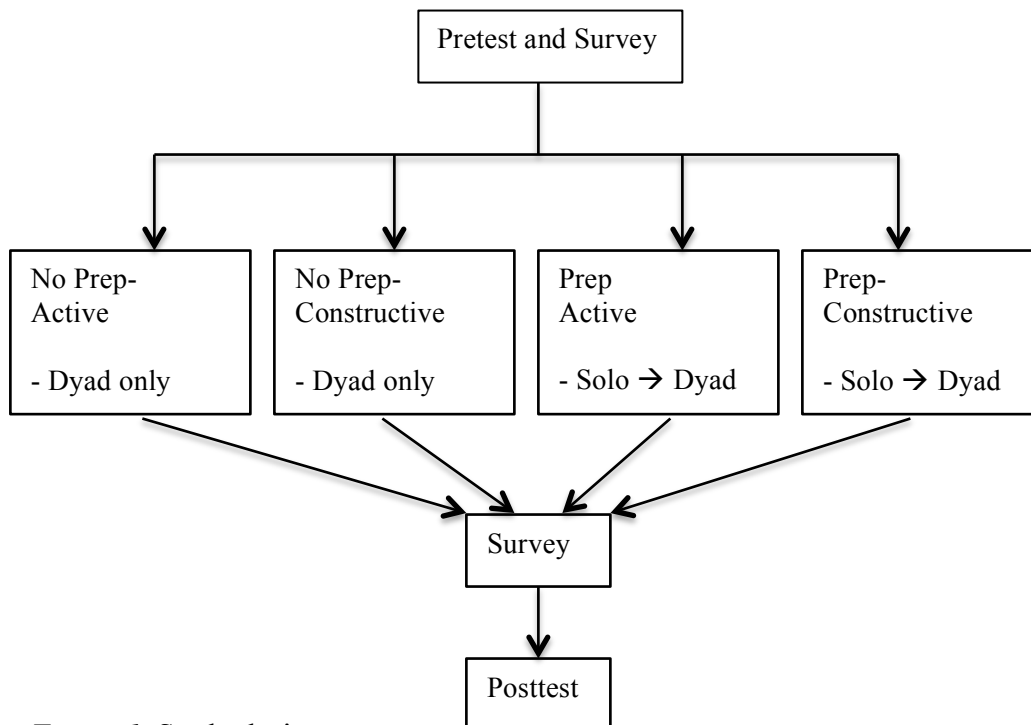 Pretest and Survey
No Prep-
Active
- Dyad only
No Prep-
Constructive
- Dyad only
Prep
Active
- Solo → Dyad
Prep-
Constructive
- Solo → Dyad
Survey
Posttest